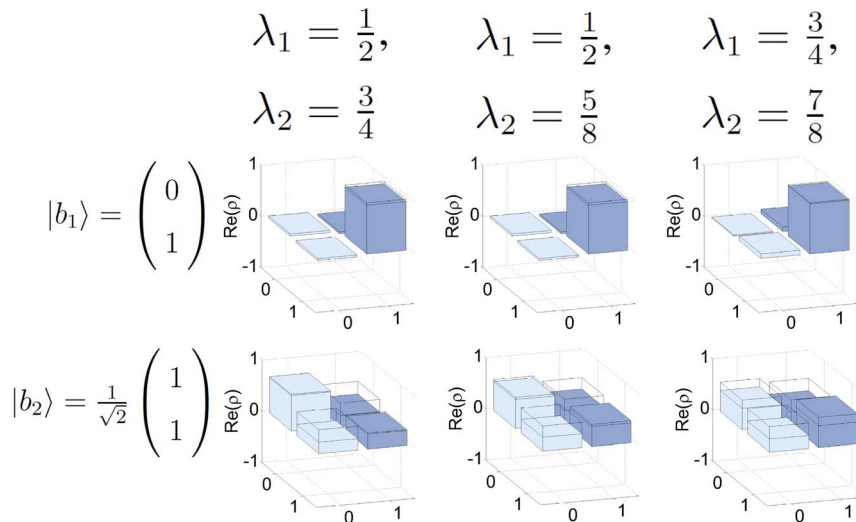 λ₁ = 1/2, λ₁ = 1/2, λ₁ = 3/4,
λ₂ = 3/4 λ₂ = 5/8 λ₂ = 7/8
|b₁⟩ = (0 1)
Re(ρ) 1 0 -1 0 1 0 1
Re(ρ) 1 0 -1 0 1 0 1
Re(ρ) 1 0 -1 0 1 0 1
|b₂⟩ = 1/√2 (1 1)
Re(ρ) 1 0 -1 0 1 0 1
Re(ρ) 1 0 -1 0 1 0 1
Re(ρ) 1 0 -1 0 1 0 1